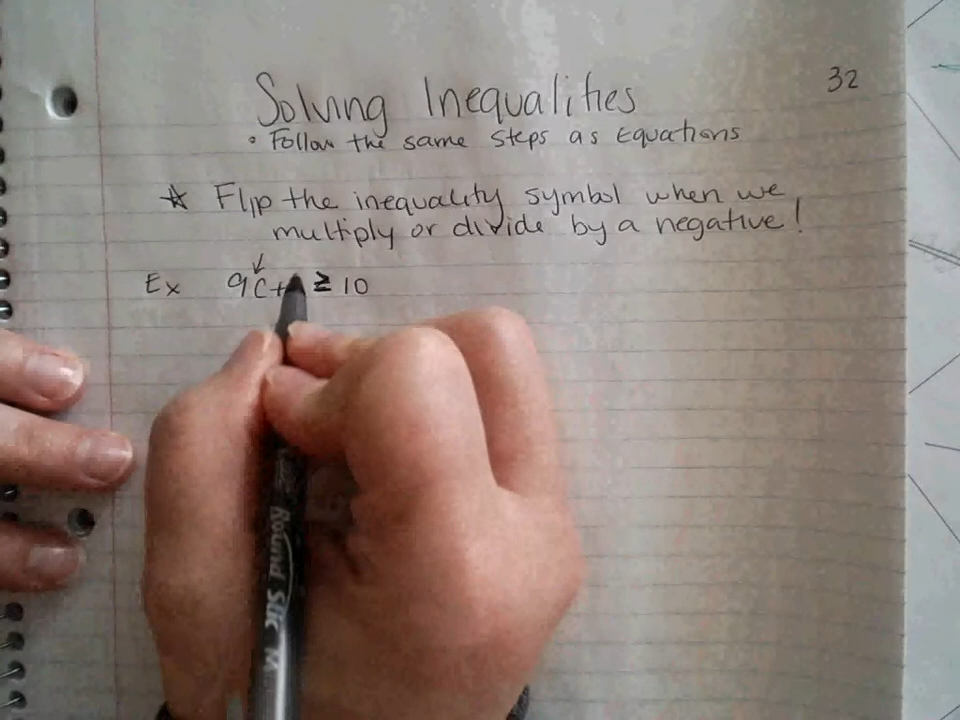 Solving Inequalities
32
• Follow the same steps as Equations
☆ Flip the inequality symbol when we
multiply or divide by a negative!
Ex 9c+ ≥ 10
Round Stic M